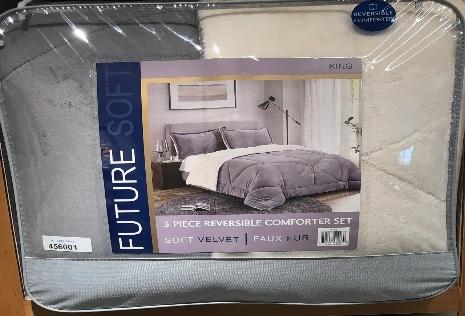 REVERSIBLE
COMFORTER
KING
FUTURE SOFT
3 PIECE REVERSIBLE COMFORTER SET
SOFT VELVET | FAUX FUR
456001